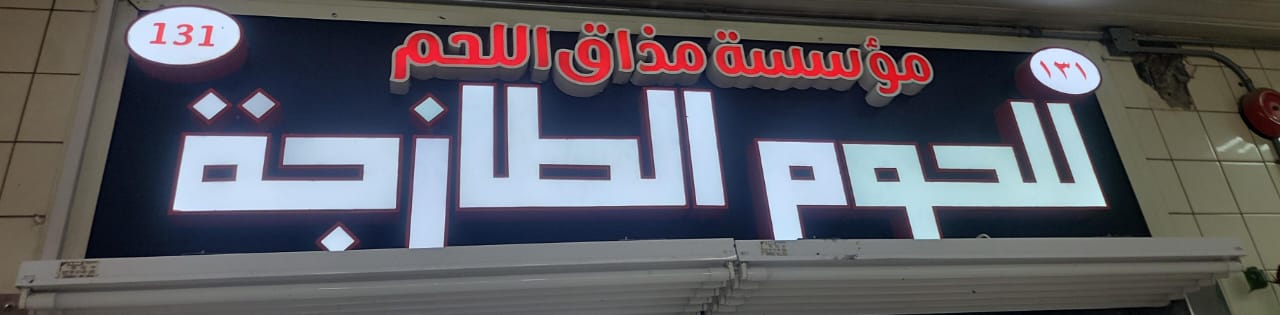 مؤسسة مذاق اللحم
١٣١
131
للحوم الطازجة